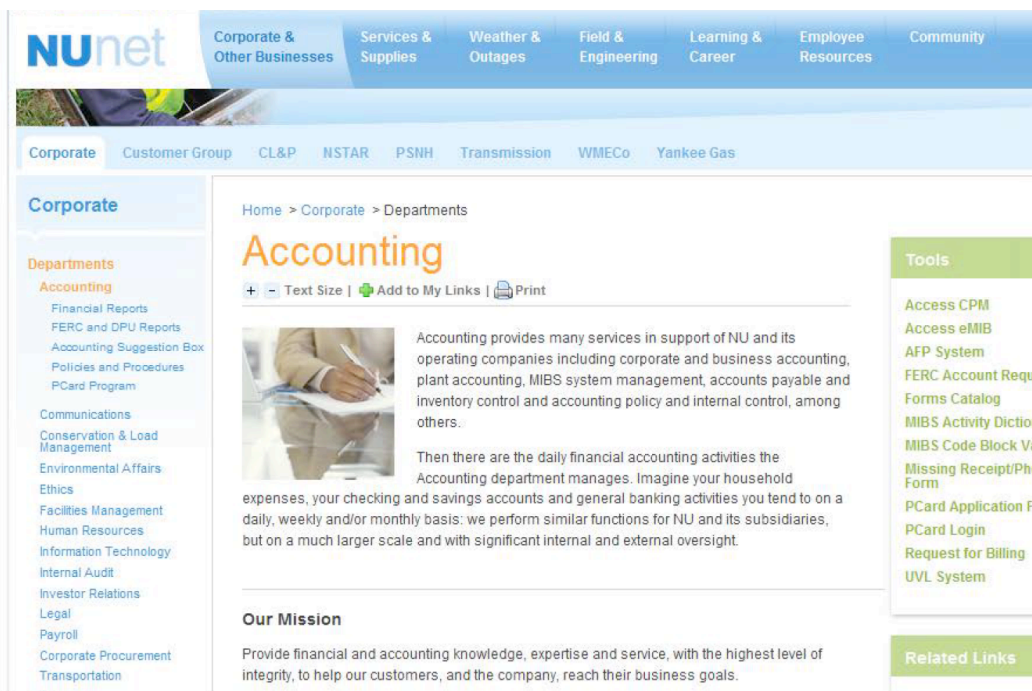 NUnet
Corporate & Other Businesses
Services & Supplies
Weather & Outages
Field & Engineering
Learning & Career
Employee Resources
Community
Corporate Customer Group CL&P NSTAR PSNH Transmission WMECo Yankee Gas
Corporate
Departments
Accounting
Financial Reports
FERC and DPU Reports
Accounting Suggestion Box
Policies and Procedures
PCard Program
Communications
Conservation & Load
Management
Environmental Affairs
Ethics
Facilities Management
Human Resources
Information Technology
Internal Audit
Investor Relations
Legal
Payroll
Corporate Procurement
Transportation
Home > Corporate > Departments
Accounting
+ - Text Size | Add to My Links | Print
Accounting provides many services in support of NU and its
operating companies including corporate and business accounting,
plant accounting, MIBS system management, accounts payable and
inventory control and accounting policy and internal control, among
others.
Then there are the daily financial accounting activities the
Accounting department manages. Imagine your household
expenses, your checking and savings accounts and general banking activities you tend to on a
daily, weekly and/or monthly basis: we perform similar functions for NU and its subsidiaries,
but on a much larger scale and with significant internal and external oversight.
Our Mission
Provide financial and accounting knowledge, expertise and service, with the highest level of
integrity, to help our customers, and the company, reach their business goals.
Tools
Access CPM
Access eMIB
AFP System
FERC Account
Forms Catalog
MIBS Activity
MIBS Code Block
Missing
Form
PCard Application
PCard Login
Request for Billing
UVL System
Related Links